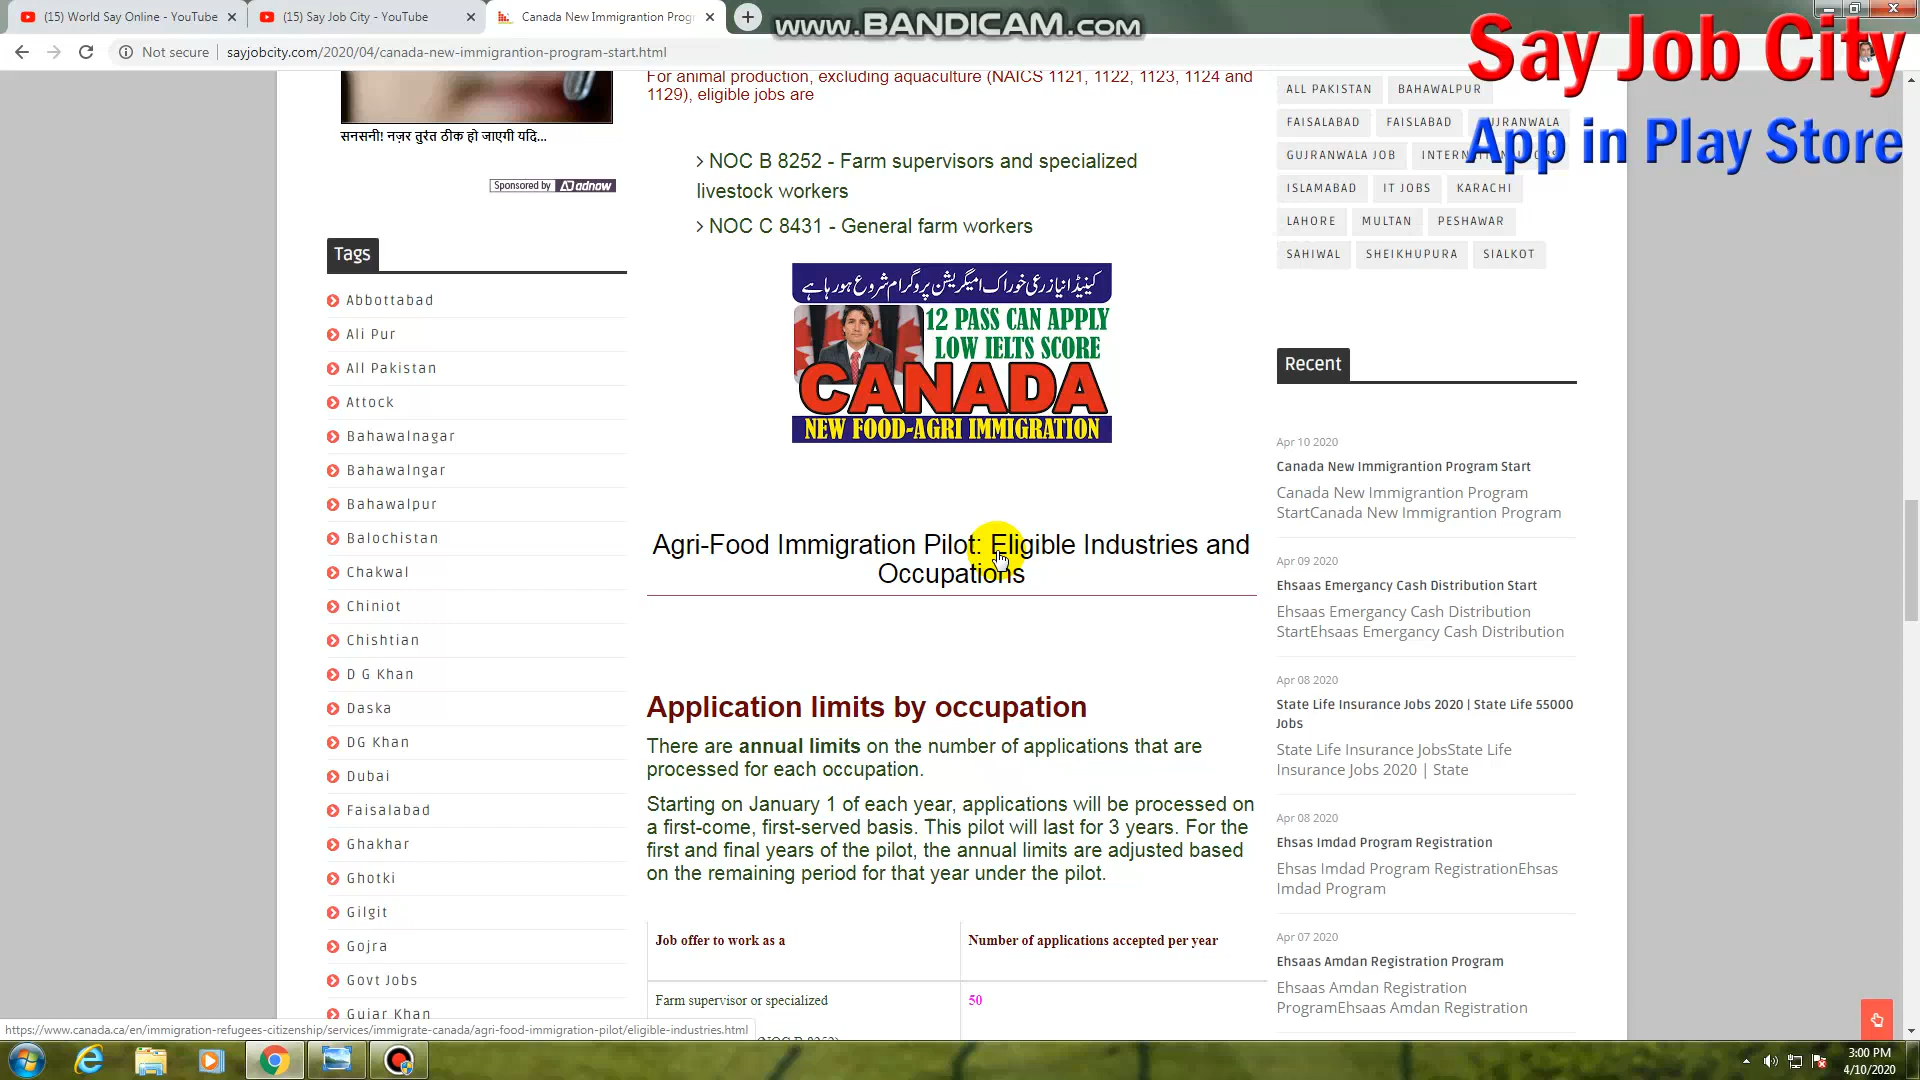 (15) World Say Online - YouTube
(15) Say Job City - YouTube
Canada New Immigrantion Progr
WWW.BANDICAM.COM
Say Job City
App in Play Store
Not secure
sayjobcity.com/2020/04/canada-new-immigrantion-program-start.html
सनसनी! नज़र तुरंत ठीक हो जाएगी यदि...
Sponsored by adnow
Tags
Abbottabad
Ali Pur
All Pakistan
Attock
Bahawalnagar
Bahawalngar
Bahawalpur
Balochistan
Chakwal
Chiniot
Chishtian
D G Khan
Daska
DG Khan
Dubai
Faisalabad
Ghakhar
Ghotki
Gilgit
Gojra
Govt Jobs
Gujar Khan
For animal production, excluding aquaculture (NAICS 1121, 1122, 1123, 1124 and
1129), eligible jobs are
NOC B 8252 - Farm supervisors and specialized
livestock workers
NOC C 8431 - General farm workers
کینیڈا نیا زرعی خوراک امیگریشن پروگرام شروع ہو رہا ہے
12 PASS CAN APPLY
LOW IELTS SCORE
CANADA
NEW FOOD-AGRI IMMIGRATION
Agri-Food Immigration Pilot: Eligible Industries and
Occupations
Application limits by occupation
There are annual limits on the number of applications that are
processed for each occupation.
Starting on January 1 of each year, applications will be processed on
a first-come, first-served basis. This pilot will last for 3 years. For the
first and final years of the pilot, the annual limits are adjusted based
on the remaining period for that year under the pilot.
Job offer to work as a
Number of applications accepted per year
Farm supervisor or specialized
50
ALL PAKISTAN
BAHAWALPUR
FAISALABAD
FAISLABAD
GUJRANWALA JOB
ISLAMABAD
IT JOBS
KARACHI
LAHORE
MULTAN
PESHAWAR
SAHIWAL
SHEIKHUPURA
SIALKOT
Recent
Apr 10 2020
Canada New Immigrantion Program Start
Canada New Immigrantion Program
StartCanada New Immigrantion Program
Apr 09 2020
Ehsaas Emergancy Cash Distribution Start
Ehsaas Emergancy Cash Distribution
StartEhsaas Emergancy Cash Distribution
Apr 08 2020
State Life Insurance Jobs 2020 | State Life 55000
Jobs
State Life Insurance JobsState Life
Insurance Jobs 2020 | State
Apr 08 2020
Ehsas Imdad Program Registration
Ehsas Imdad Program RegistrationEhsas
Imdad Program
Apr 07 2020
Ehsaas Amdan Registration Program
Ehsaas Amdan Registration
ProgramEhsaas Amdan Registration
https://www.canada.ca/en/immigration-refugees-citizenship/services/immigrate-canada/agri-food-immigration-pilot/eligible-industries.html
3:00 PM
4/10/2020